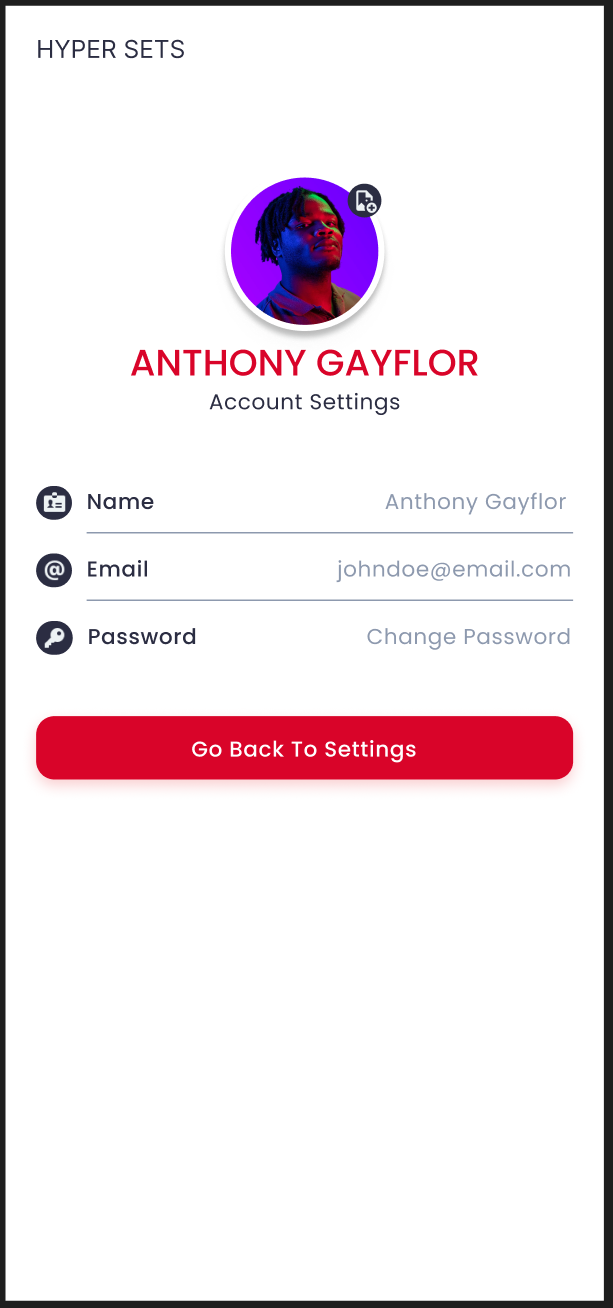 HYPER SETS
ANTHONY GAYFLOR
Account Settings
Name Anthony Gayflor
@ Email johndoe@email.com
Password Change Password
Go Back To Settings